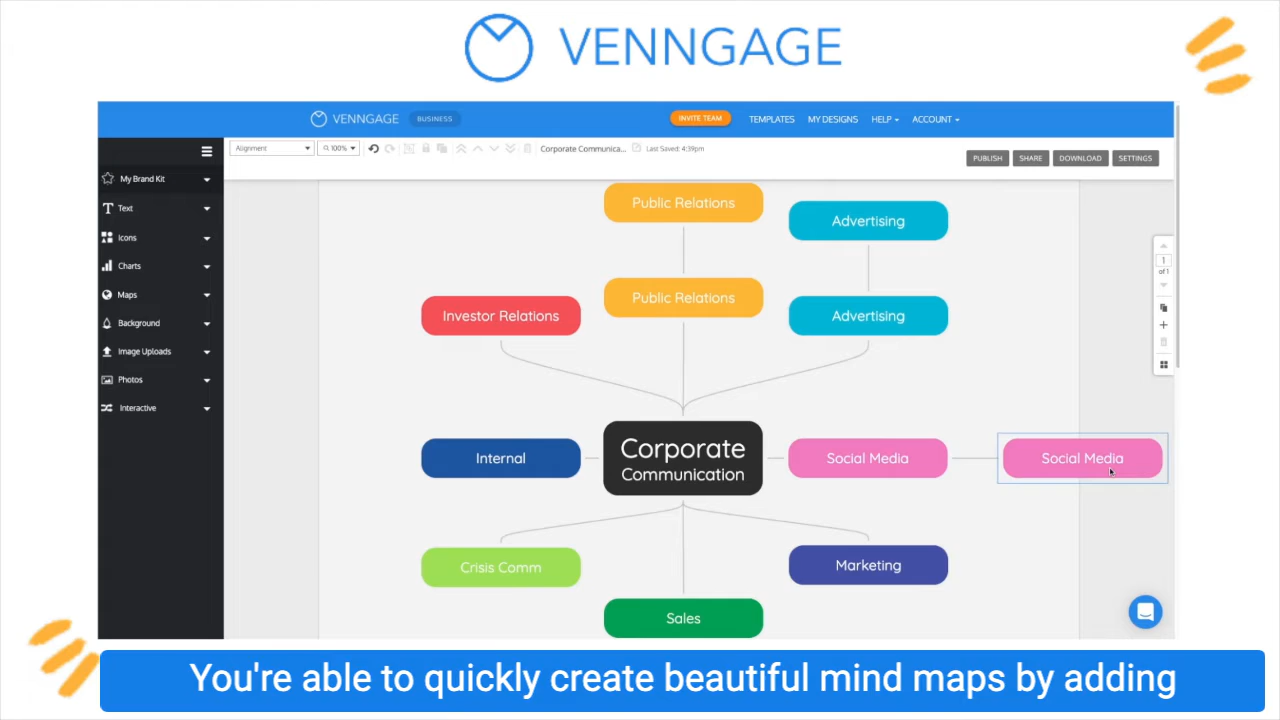 VENNGAGE
VENNGAGE BUSINESS INVITE TEAM TEMPLATES MY DESIGNS HELP ACCOUNT
Alignment 100% Corporate Communica... Last Saved: 4:39pm
PUBLISH SHARE DOWNLOAD SETTINGS
My Brand Kit
Text
Icons
Charts
Maps
Background
Image Uploads
Photos
Interactive
Public Relations
Advertising
Public Relations
Investor Relations
Advertising
1
of 1
Internal
Corporate
Communication
Social Media
Social Media
Crisis Comm
Marketing
Sales
You're able to quickly create beautiful mind maps by adding